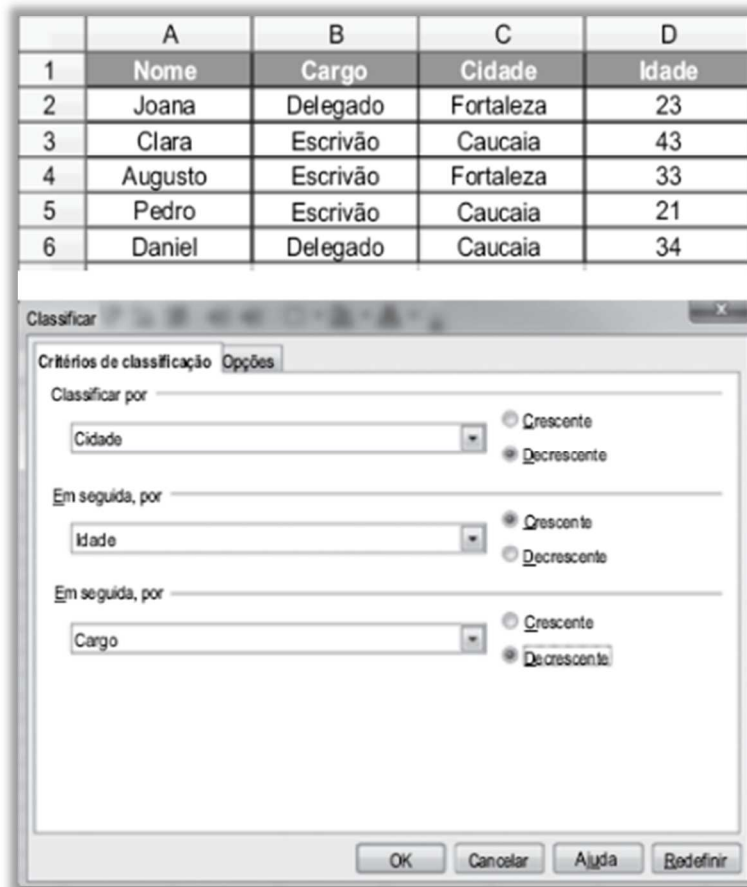 A B C D
1 Nome Cargo Cidade Idade
2 Joana Delegado Fortaleza 23
3 Clara Escrivão Caucaia 43
4 Augusto Escrivão Fortaleza 33
5 Pedro Escrivão Caucaia 21
6 Daniel Delegado Caucaia 34
Classificar
Critérios de classificação Opções
Classificar por
Cidade
Crescente
Decrescente
Em seguida, por
Idade
Crescente
Decrescente
Em seguida, por
Cargo
Crescente
Decrescente
OK Cancelar Ajuda Redefinir